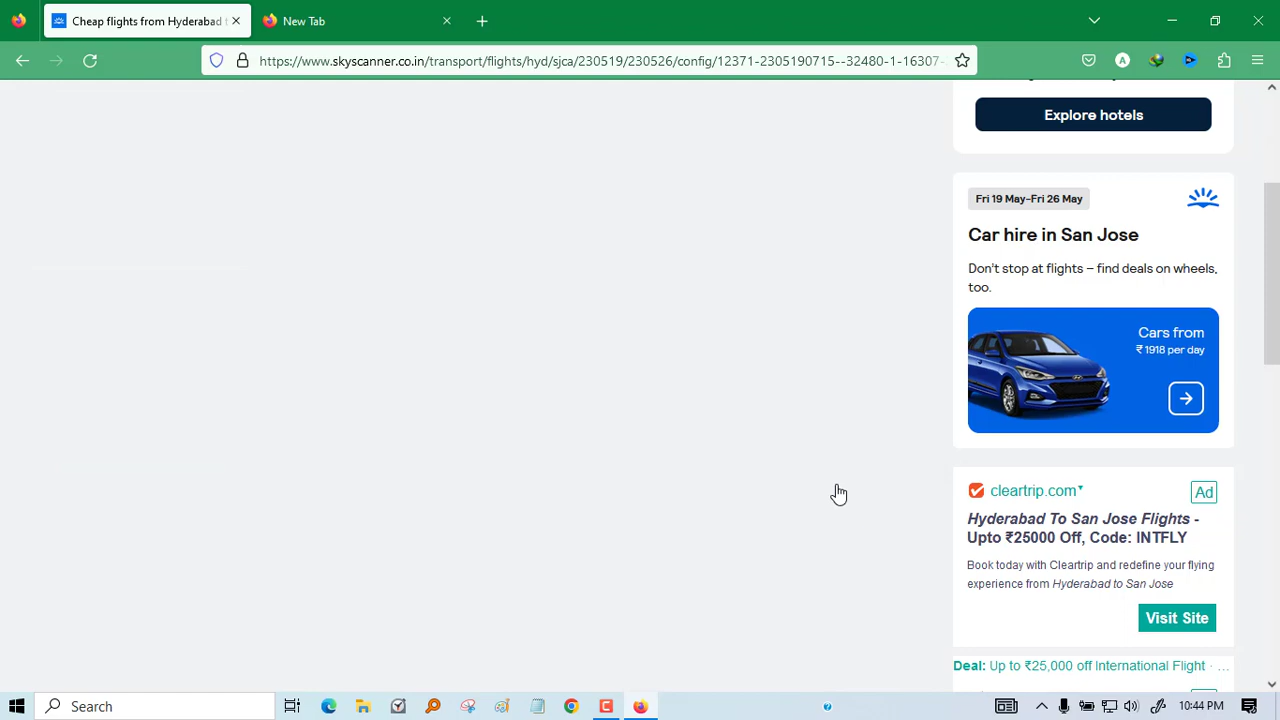 Cheap flights from Hyderabad t
New Tab
https://www.skyscanner.co.in/transport/flights/hyd/sjca/230519/230526/config/12371-2305190715--32480-1-16307-
A
Explore hotels
Fri 19 May-Fri 26 May
Car hire in San Jose
Don't stop at flights – find deals on wheels,
too.
Cars from
₹ 1918 per day
cleartrip.com
Ad
Hyderabad To San Jose Flights -
Upto ₹25000 Off, Code: INTFLY
Book today with Cleartrip and redefine your flying
experience from Hyderabad to San Jose
Visit Site
Deal: Up to ₹25,000 off International Flight · ...
Search
10:44 PM